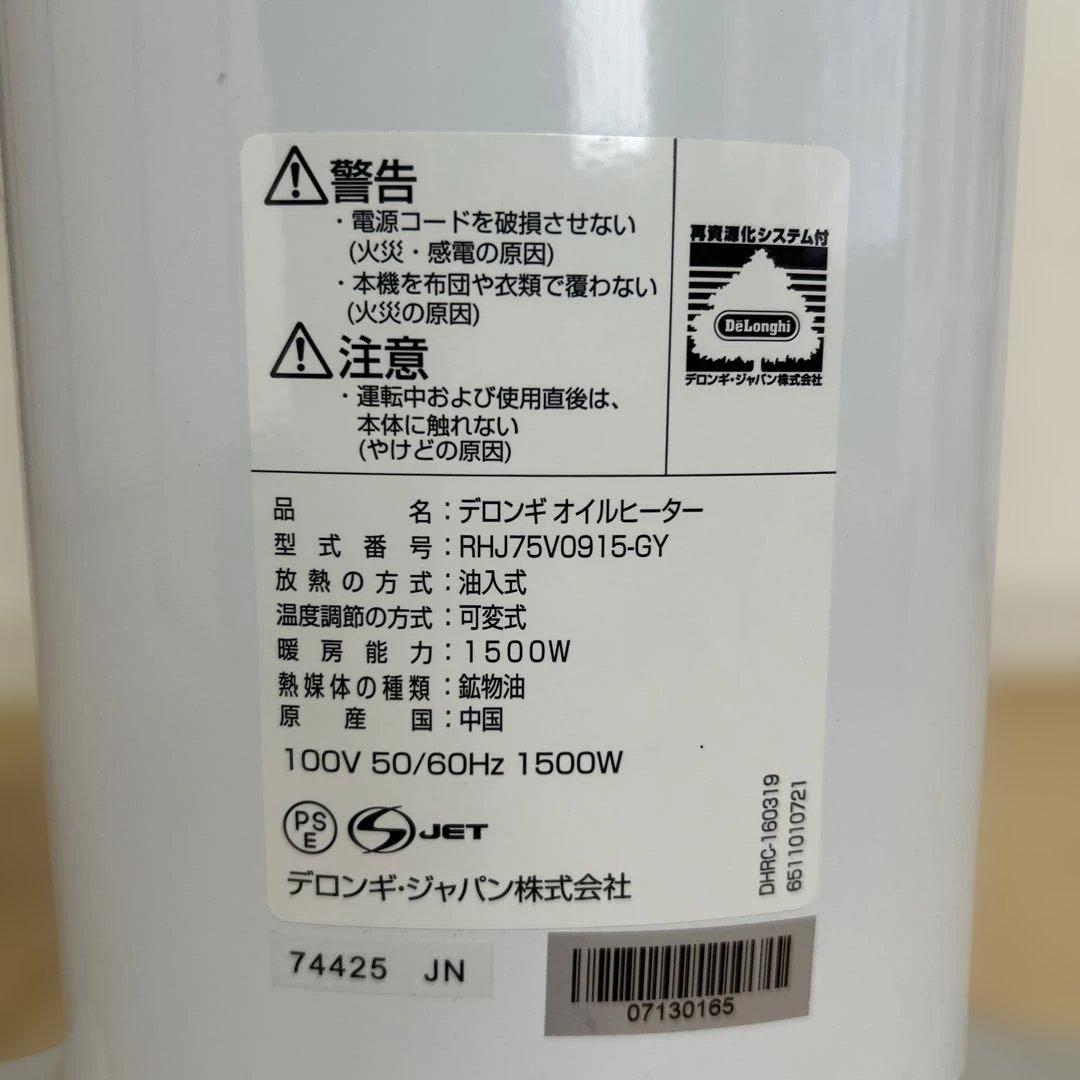 警告
・電源コードを破損させない
(火災・感電の原因)
・本機を布団や衣類で覆わない
(火災の原因)
注意
・運転中および使用直後は、
本体に触れない
(やけどの原因)
再資源化システム付
DeLonghi
デロンギ・ジャパン株式会社
品名：デロンギ オイルヒーター
型式番号：RHJ75V0915-GY
放熱の方式：油入式
温度調節の方式：可変式
暖房能力：1500W
熱媒体の種類：鉱物油
原産国：中国
100V 50/60Hz 1500W
PSE
JET
デロンギ・ジャパン株式会社
DHRC-160319
6511010721
74425 JN
07130165